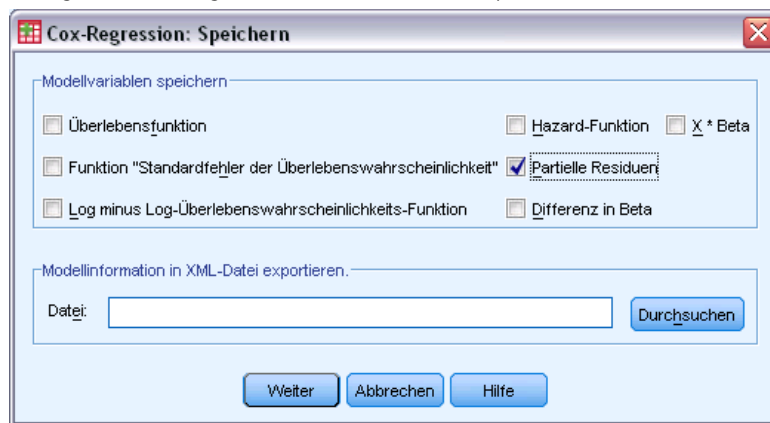 Cox-Regression: Speichern
Modellvariablen speichern
Überlebensfunktion
Hazard-Funktion
X * Beta
Funktion "Standardfehler der Überlebenswahrscheinlichkeit"
Partielle Residuen
Log minus Log-Überlebenswahrscheinlichkeits-Funktion
Differenz in Beta
Modellinformation in XML-Datei exportieren.
Datei:
Durchsuchen
Weiter
Abbrechen
Hilfe